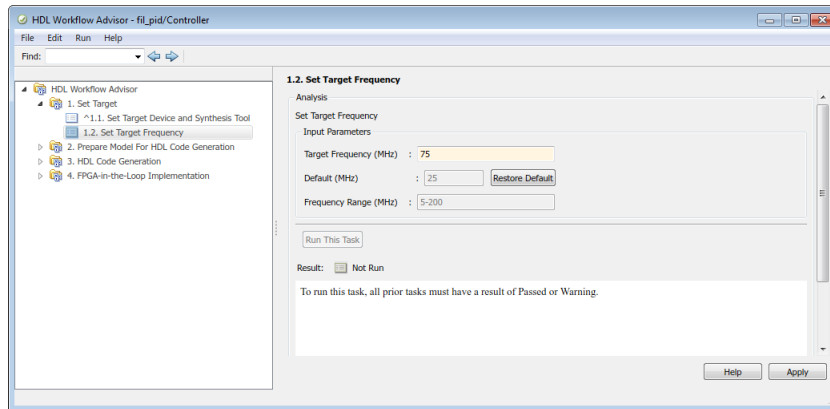 HDL Workflow Advisor - fil_pid/Controller
File Edit Run Help
Find:
HDL Workflow Advisor
1. Set Target
^1.1. Set Target Device and Synthesis Tool
1.2. Set Target Frequency
2. Prepare Model For HDL Code Generation
3. HDL Code Generation
4. FPGA-in-the-Loop Implementation
1.2. Set Target Frequency
Analysis
Set Target Frequency
Input Parameters
Target Frequency (MHz) : 75
Default (MHz) : 25 Restore Default
Frequency Range (MHz) : 5-200
Run This Task
Result: Not Run
To run this task, all prior tasks must have a result of Passed or Warning.
Help Apply